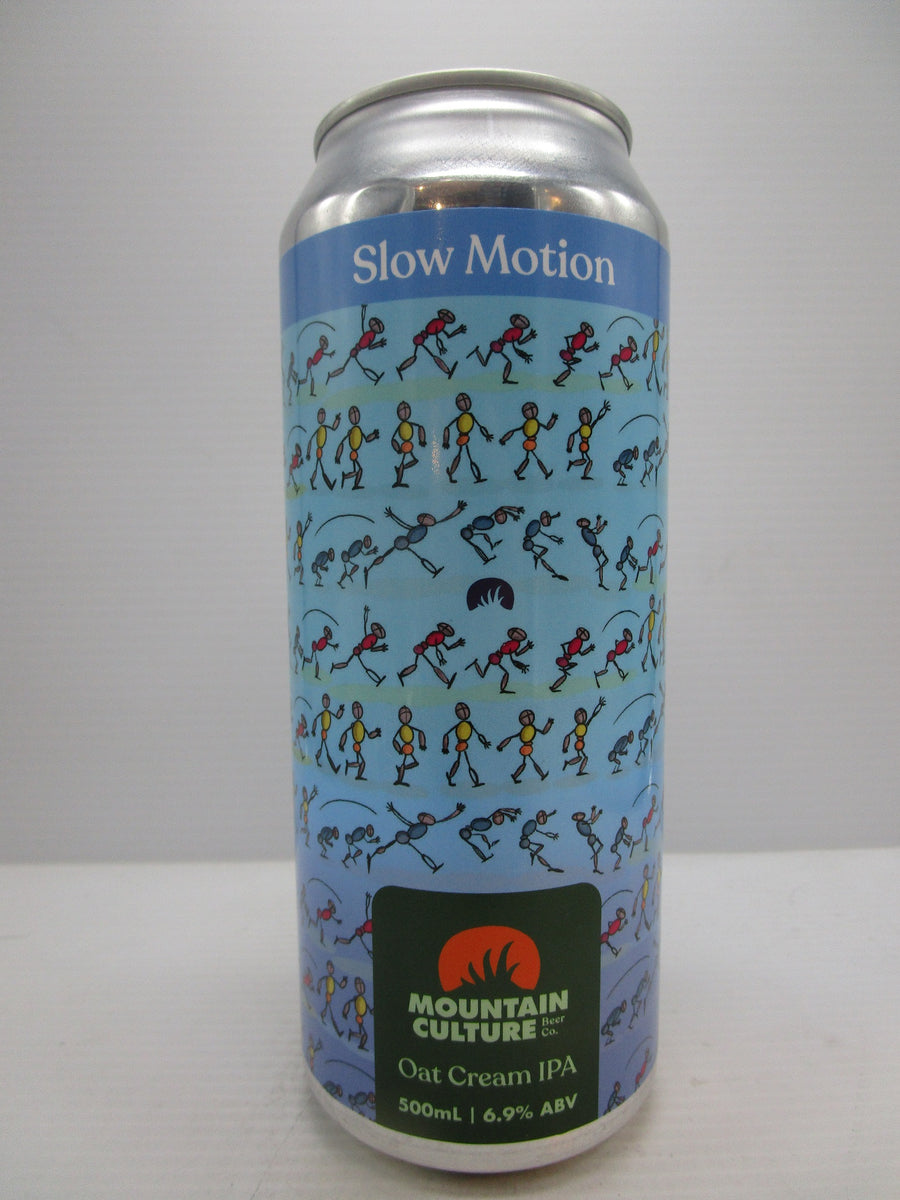 Slow Motion
MOUNTAIN
CULTURE Beer Co.
Oat Cream IPA
500mL | 6.9% ABV